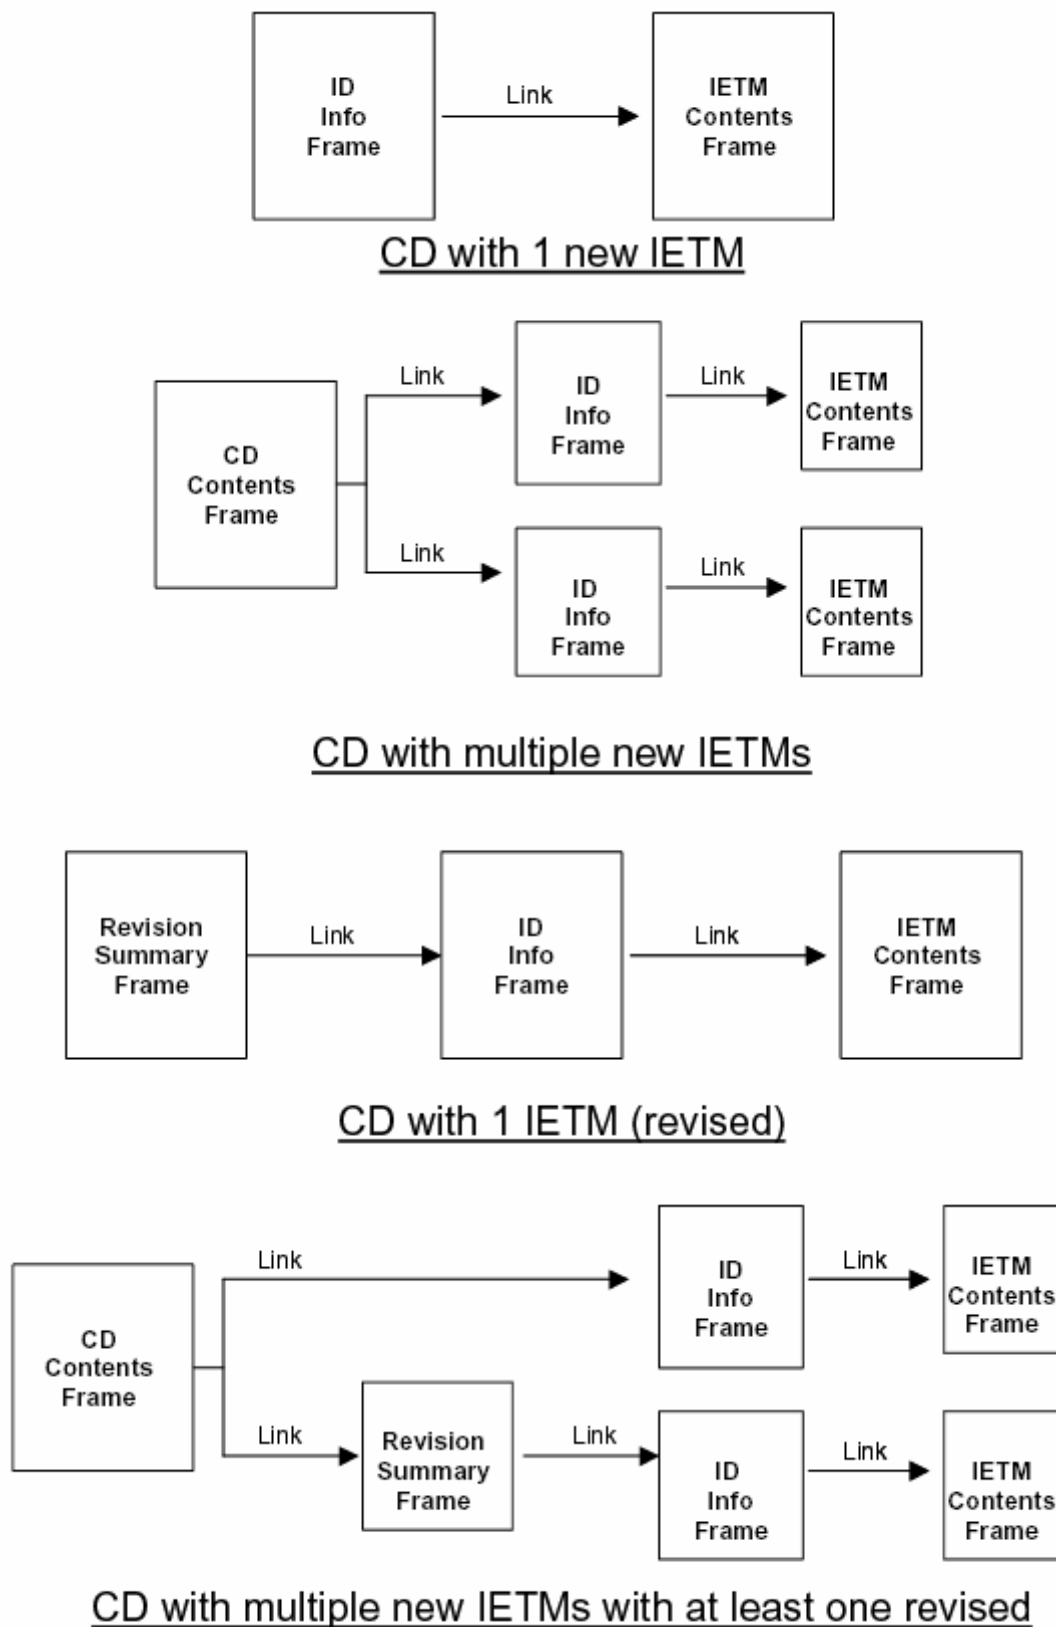 ID
Info
Frame
Link
IETM
Contents
Frame
CD with 1 new IETM
CD
Contents
Frame
Link
ID
Info
Frame
Link
IETM
Contents
Frame
Link
ID
Info
Frame
Link
IETM
Contents
Frame
CD with multiple new IETMs
Revision
Summary
Frame
Link
ID
Info
Frame
Link
IETM
Contents
Frame
CD with 1 IETM (revised)
CD
Contents
Frame
Link
ID
Info
Frame
Link
IETM
Contents
Frame
Link
Revision
Summary
Frame
Link
ID
Info
Frame
Link
IETM
Contents
Frame
CD with multiple new IETMs with at least one revised